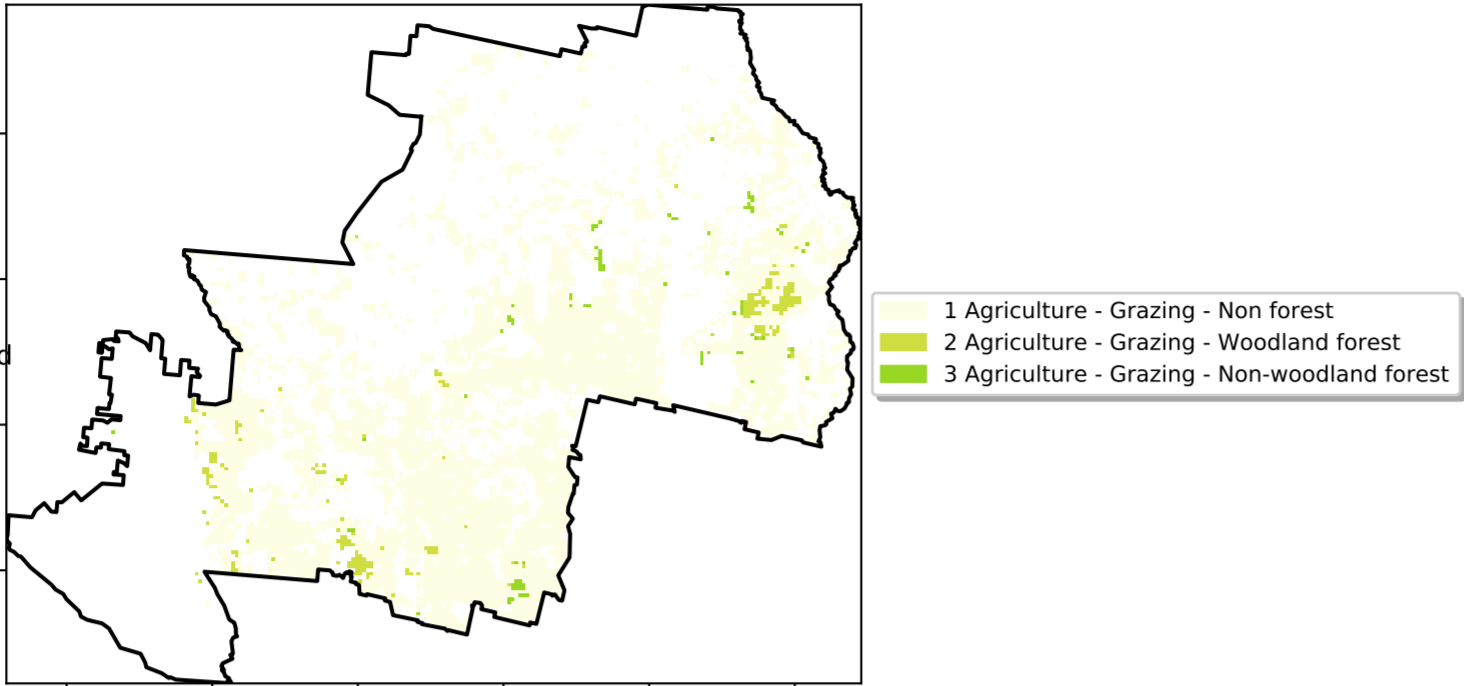 d
1 Agriculture - Grazing - Non forest
2 Agriculture - Grazing - Woodland forest
3 Agriculture - Grazing - Non-woodland forest